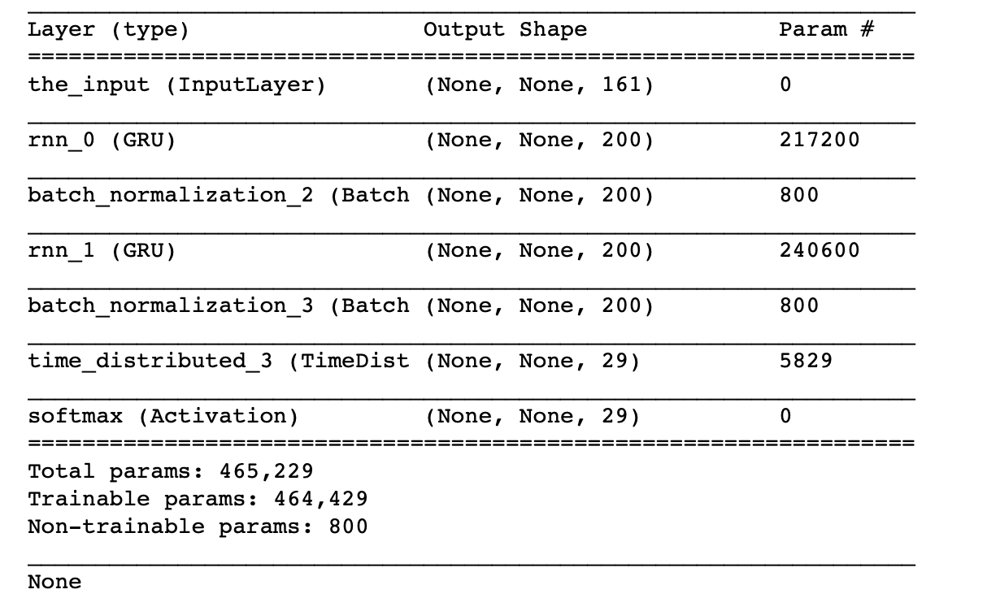 Layer (type) Output Shape Param #
=================================================================
the_input (InputLayer) (None, None, 161) 0
_________________________________________________________________
rnn_0 (GRU) (None, None, 200) 217200
_________________________________________________________________
batch_normalization_2 (Batch (None, None, 200) 800
_________________________________________________________________
rnn_1 (GRU) (None, None, 200) 240600
_________________________________________________________________
batch_normalization_3 (Batch (None, None, 200) 800
_________________________________________________________________
time_distributed_3 (TimeDist (None, None, 29) 5829
_________________________________________________________________
softmax (Activation) (None, None, 29) 0
=================================================================
Total params: 465,229
Trainable params: 464,429
Non-trainable params: 800
_________________________________________________________________
None